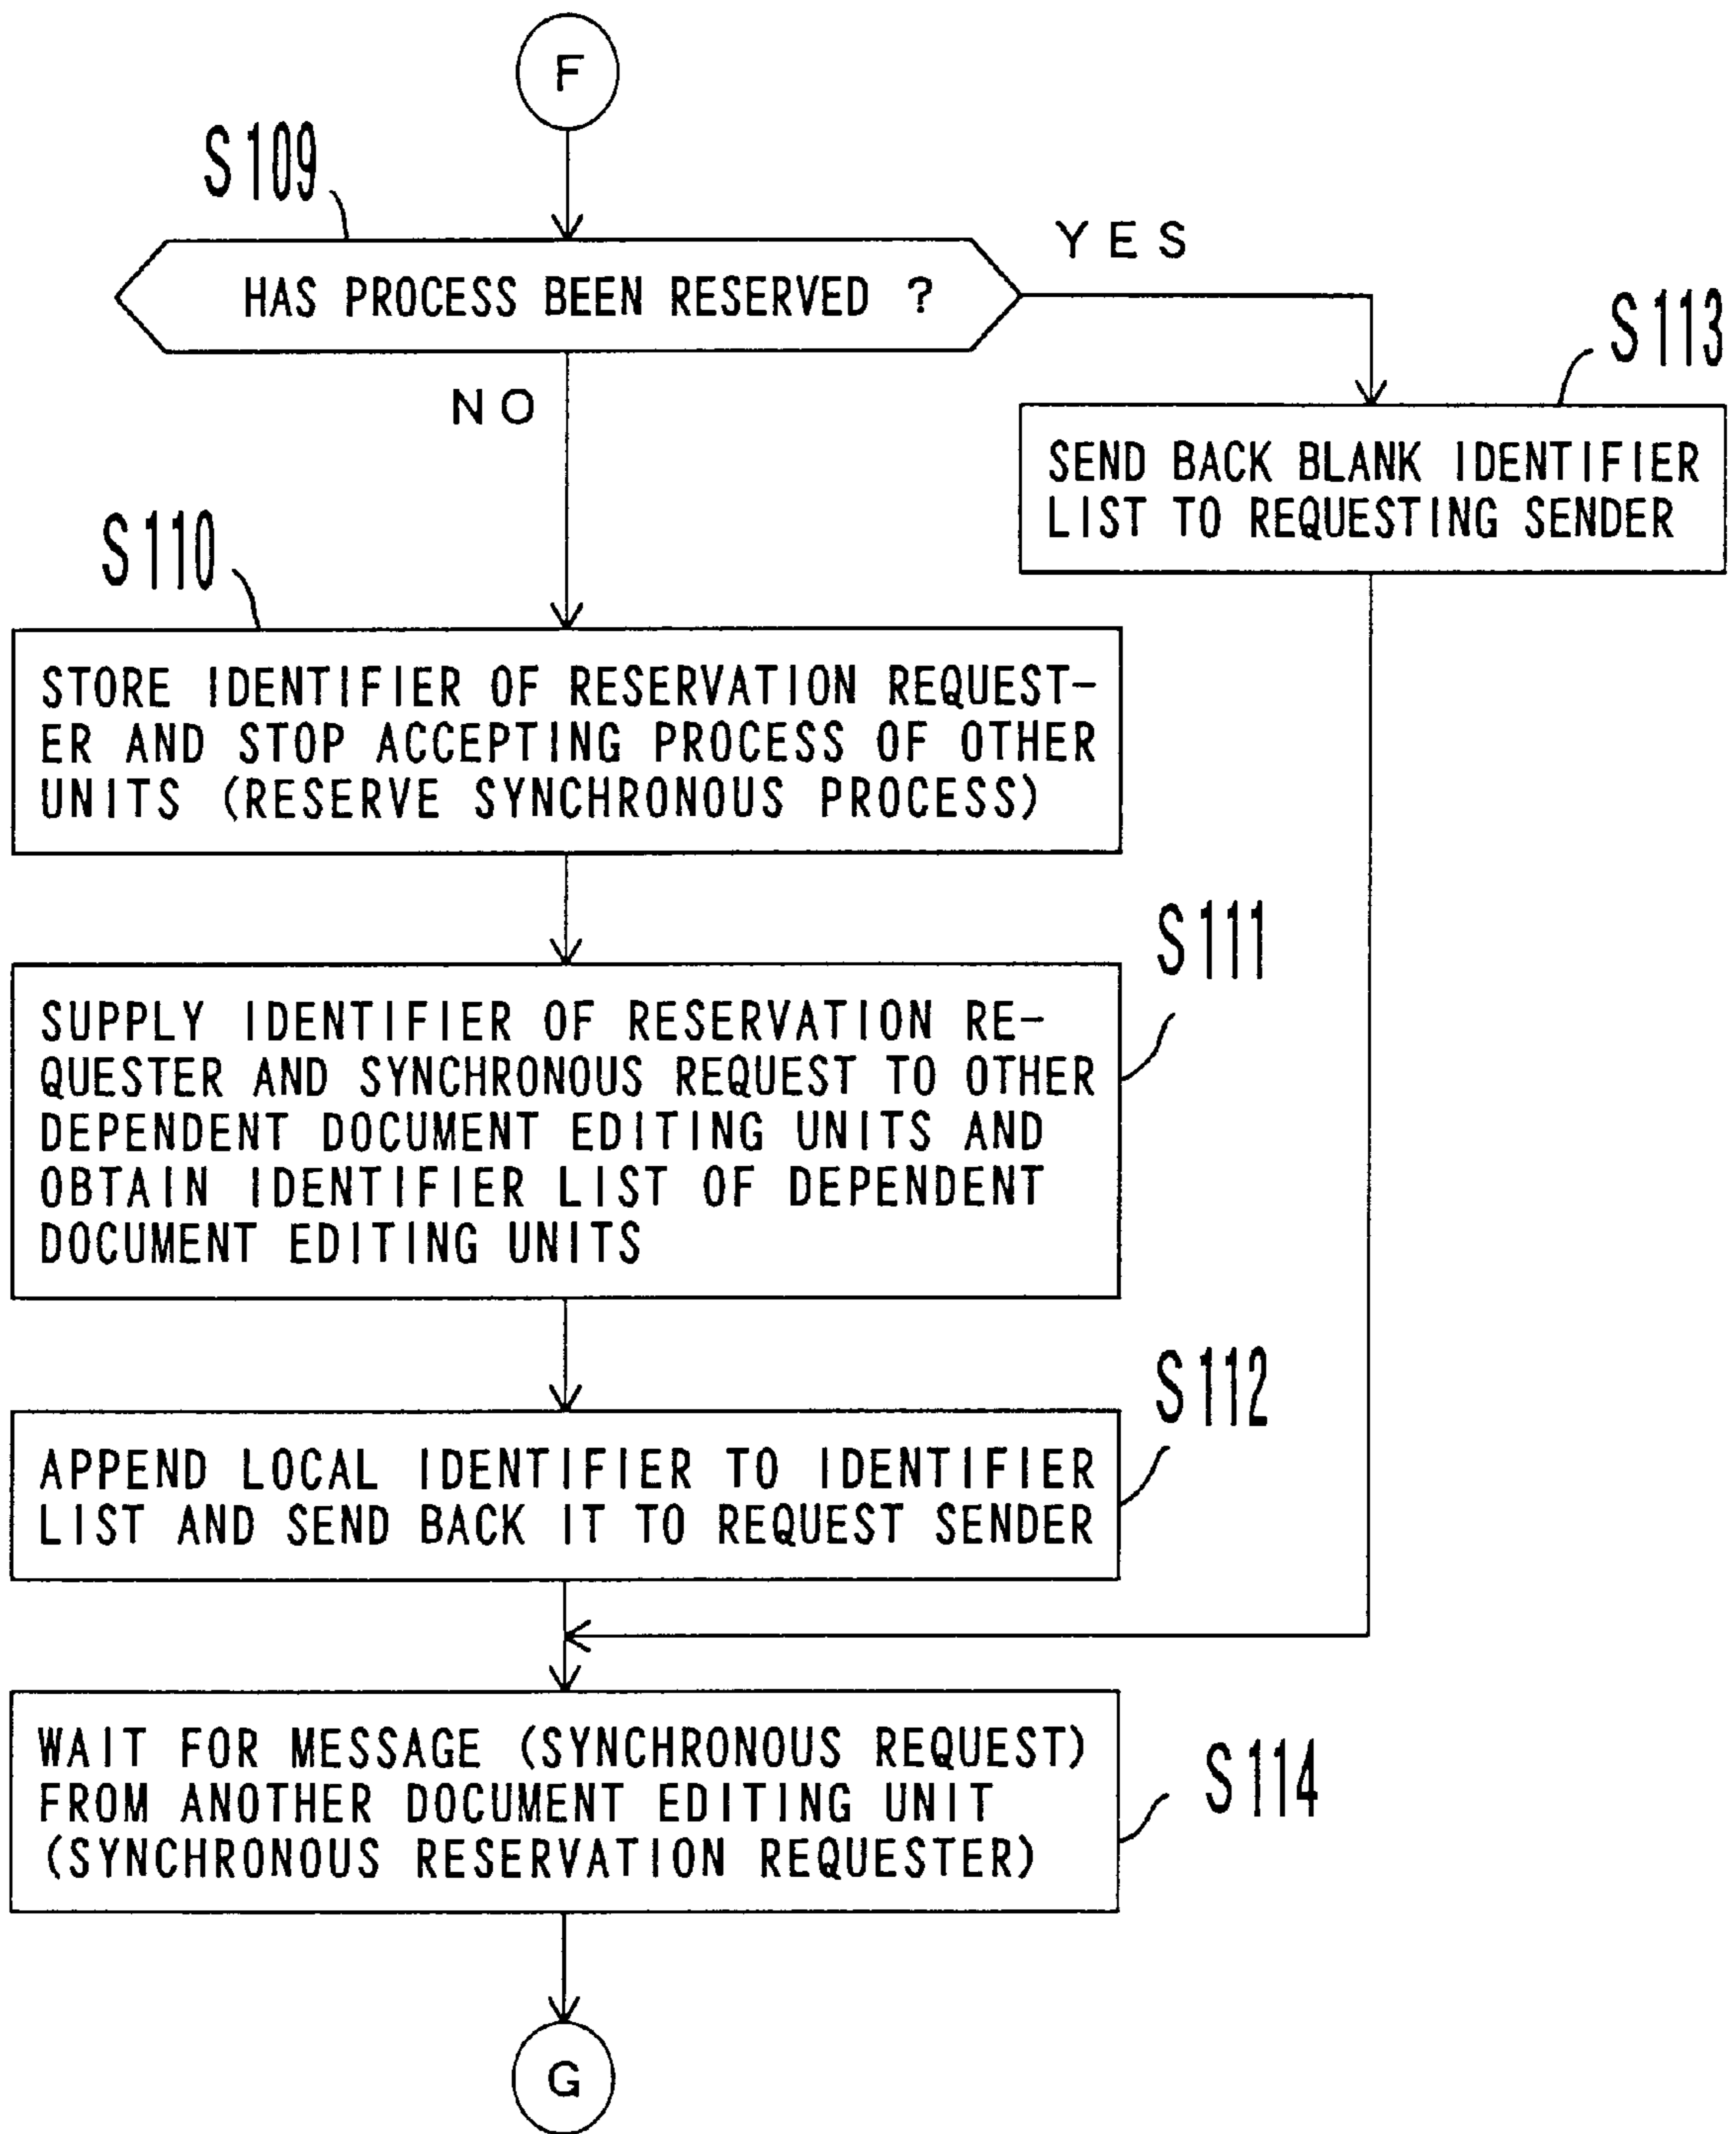 F
S109
HAS PROCESS BEEN RESERVED ?
YES
NO
S113
SEND BACK BLANK IDENTIFIER
LIST TO REQUESTING SENDER
S110
STORE IDENTIFIER OF RESERVATION REQUEST-
ER AND STOP ACCEPTING PROCESS OF OTHER
UNITS (RESERVE SYNCHRONOUS PROCESS)
S111
SUPPLY IDENTIFIER OF RESERVATION RE-
QUESTER AND SYNCHRONOUS REQUEST TO OTHER
DEPENDENT DOCUMENT EDITING UNITS AND
OBTAIN IDENTIFIER LIST OF DEPENDENT
DOCUMENT EDITING UNITS
S112
APPEND LOCAL IDENTIFIER TO IDENTIFIER
LIST AND SEND BACK IT TO REQUEST SENDER
WAIT FOR MESSAGE (SYNCHRONOUS REQUEST)
FROM ANOTHER DOCUMENT EDITING UNIT
(SYNCHRONOUS RESERVATION REQUESTER)
S114
G